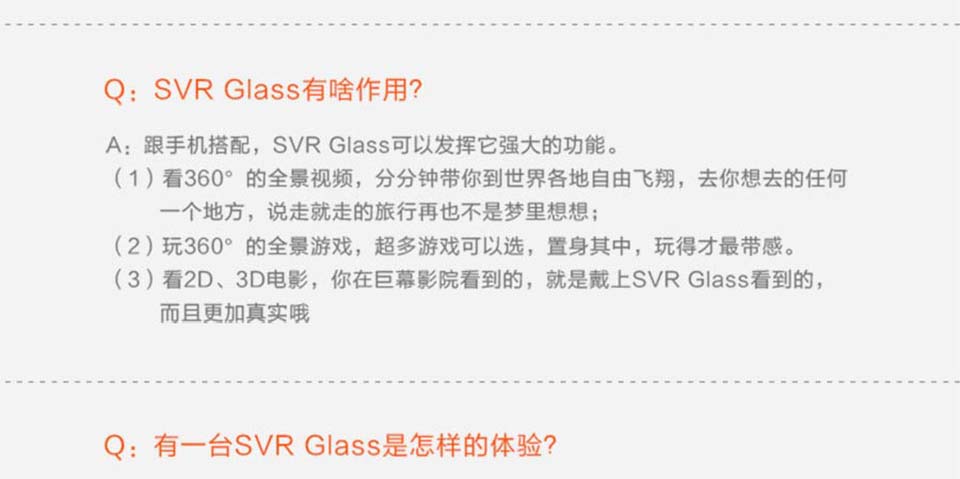 Q：SVR Glass有啥作用?
A：跟手机搭配，SVR Glass可以发挥它强大的功能。
（1）看360°的全景视频，分分钟带你到世界各地自由飞翔，去你想去的任何
一个地方，说走就走的旅行再也不是梦里想想；
（2）玩360°的全景游戏，超多游戏可以选，置身其中，玩得才最带感。
（3）看2D、3D电影，你在巨幕影院看到的，就是戴上SVR Glass看到的，
而且更加真实哦
Q：有一台SVR Glass是怎样的体验?